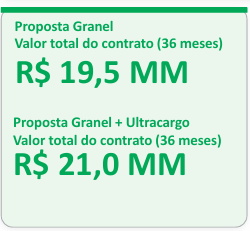 Proposta Granel
Valor total do contrato (36 meses)
R$ 19,5 MM
Proposta Granel + Ultracargo
Valor total do contrato (36 meses)
R$ 21,0 MM